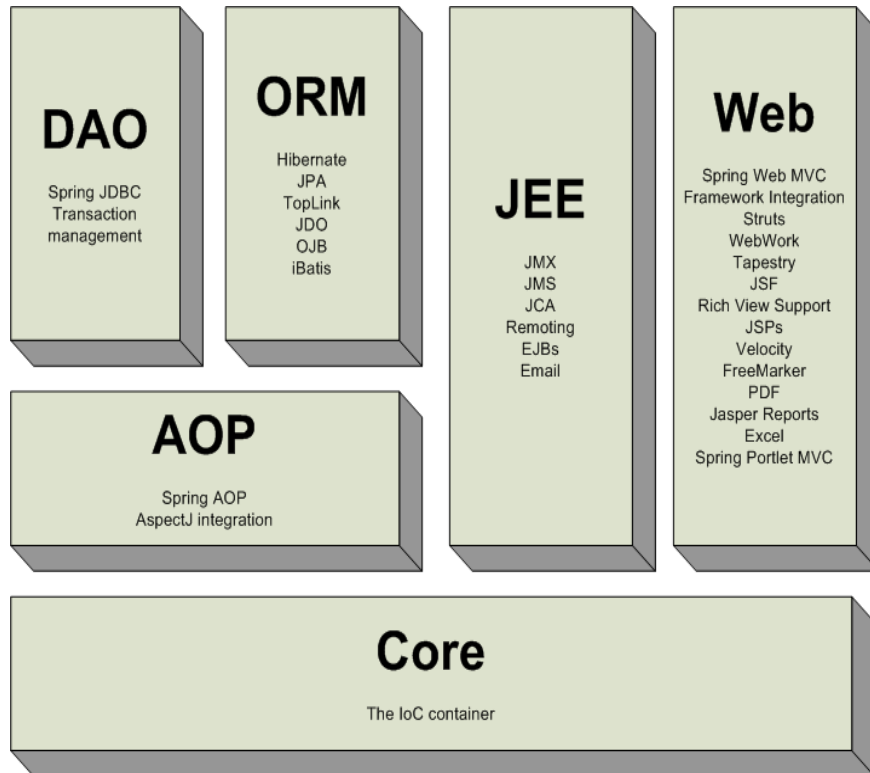 DAO
Spring JDBC
Transaction
management
ORM
Hibernate
JPA
TopLink
JDO
OJB
iBatis
JEE
JMX
JMS
JCA
Remoting
EJBs
Email
Web
Spring Web MVC
Framework Integration
Struts
WebWork
Tapestry
JSF
Rich View Support
JSPs
Velocity
FreeMarker
PDF
Jasper Reports
Excel
Spring Portlet MVC
AOP
Spring AOP
AspectJ integration
Core
The IoC container